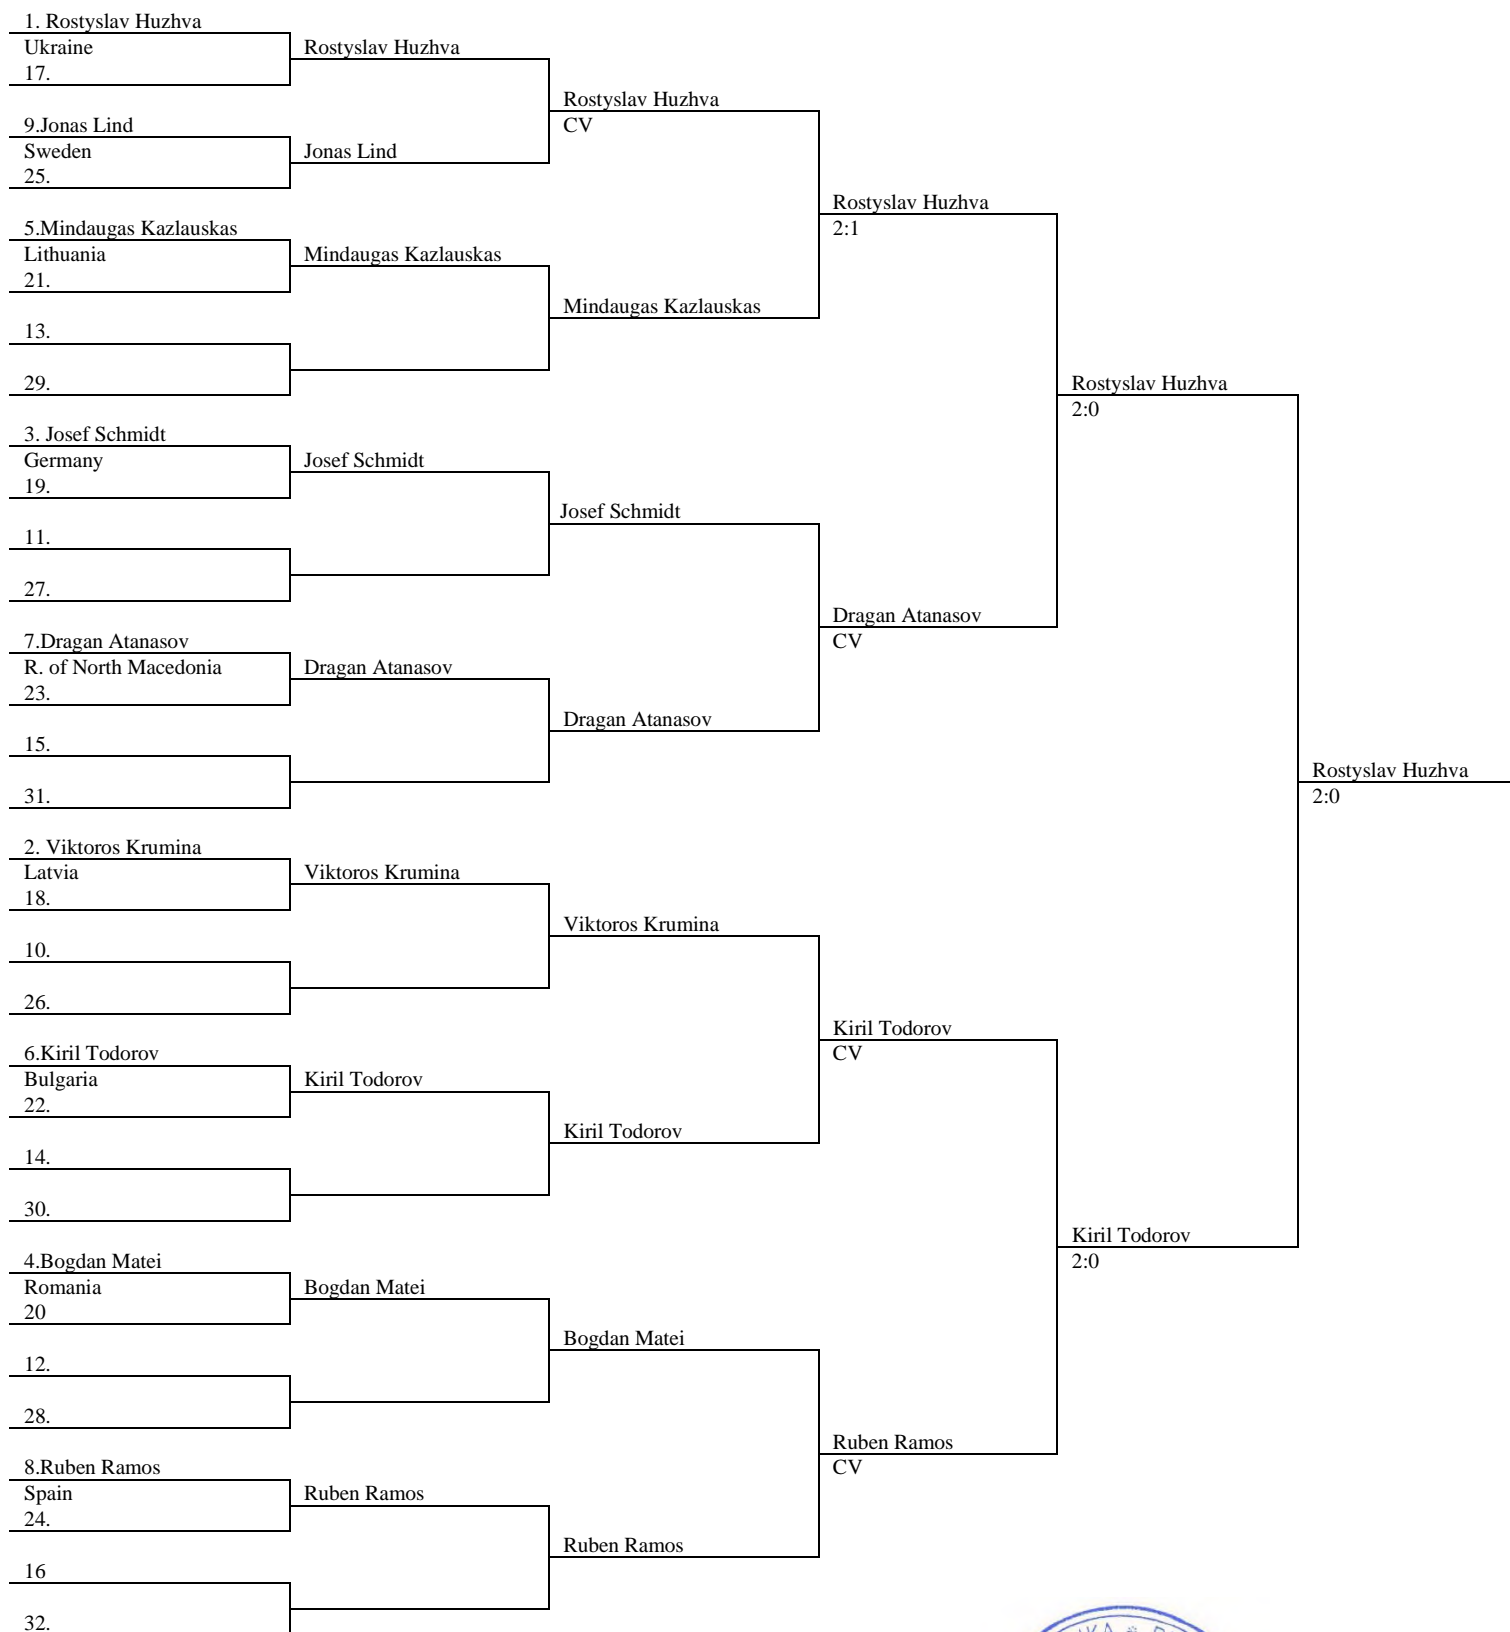 1. Rostyslav Huzhva
Ukraine
17.
9.Jonas Lind
Sweden
25.
5.Mindaugas Kazlauskas
Lithuania
21.
13.
29.
3. Josef Schmidt
Germany
19.
11.
27.
7.Dragan Atanasov
R. of North Macedonia
23.
15.
31.
2. Viktoros Krumina
Latvia
18.
10.
26.
6.Kiril Todorov
Bulgaria
22.
14.
30.
4.Bogdan Matei
Romania
20
12.
28.
8.Ruben Ramos
Spain
24.
16
32.
Rostyslav Huzhva
Jonas Lind
Mindaugas Kazlauskas
Josef Schmidt
Dragan Atanasov
Viktoros Krumina
Kiril Todorov
Bogdan Matei
Ruben Ramos
Rostyslav Huzhva
CV
Mindaugas Kazlauskas
Josef Schmidt
Dragan Atanasov
Viktoros Krumina
Kiril Todorov
Bogdan Matei
Ruben Ramos
Rostyslav Huzhva
2:1
Dragan Atanasov
CV
Kiril Todorov
CV
Ruben Ramos
CV
Rostyslav Huzhva
2:0
Kiril Todorov
2:0
Rostyslav Huzhva
2:0